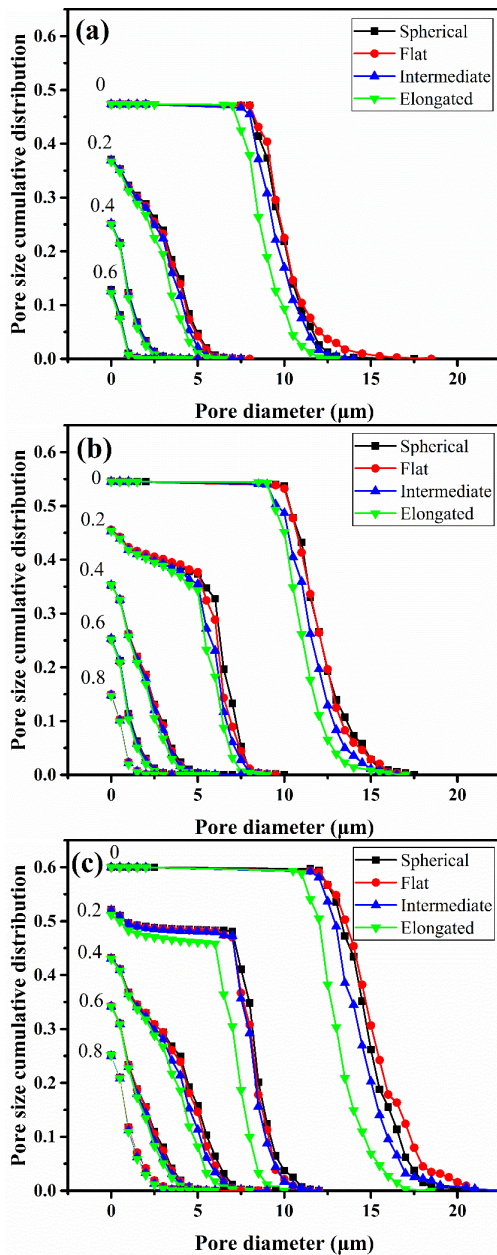 (a)
Spherical
Flat
Intermediate
Elongated
0
0.2
0.4
0.6
0.6
0.5
0.4
0.3
0.2
0.1
0.0
0 5 10 15 20
Pore size cumulative distribution
Pore diameter (μm)
(b)
Spherical
Flat
Intermediate
Elongated
0
0.2
0.4
0.6
0.8
0.6
0.5
0.4
0.3
0.2
0.1
0.0
0 5 10 15 20
Pore size cumulative distribution
Pore diameter (μm)
(c)
Spherical
Flat
Intermediate
Elongated
0
0.2
0.4
0.6
0.8
0.6
0.5
0.4
0.3
0.2
0.1
0.0
0 5 10 15 20
Pore size cumulative distribution
Pore diameter (μm)